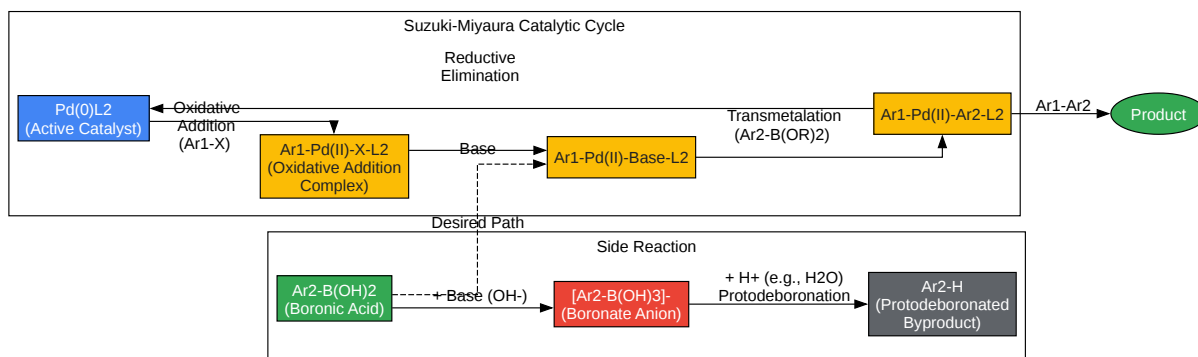 Suzuki-Miyaura Catalytic Cycle
Reductive
Elimination
Pd(0)L2
(Active Catalyst)
Oxidative
Addition
(Ar1-X)
Ar1-Pd(II)-X-L2
(Oxidative Addition
Complex)
Base
Ar1-Pd(II)-Base-L2
Transmetalation
(Ar2-B(OR)2)
Ar1-Pd(II)-Ar2-L2
Ar1-Ar2
Product
Desired Path
Side Reaction
Ar2-B(OH)2
(Boronic Acid)
+ Base (OH-)
[Ar2-B(OH)3]-
(Boronate Anion)
+ H+ (e.g., H2O)
Protodeboronation
Ar2-H
(Protodeboronated
Byproduct)